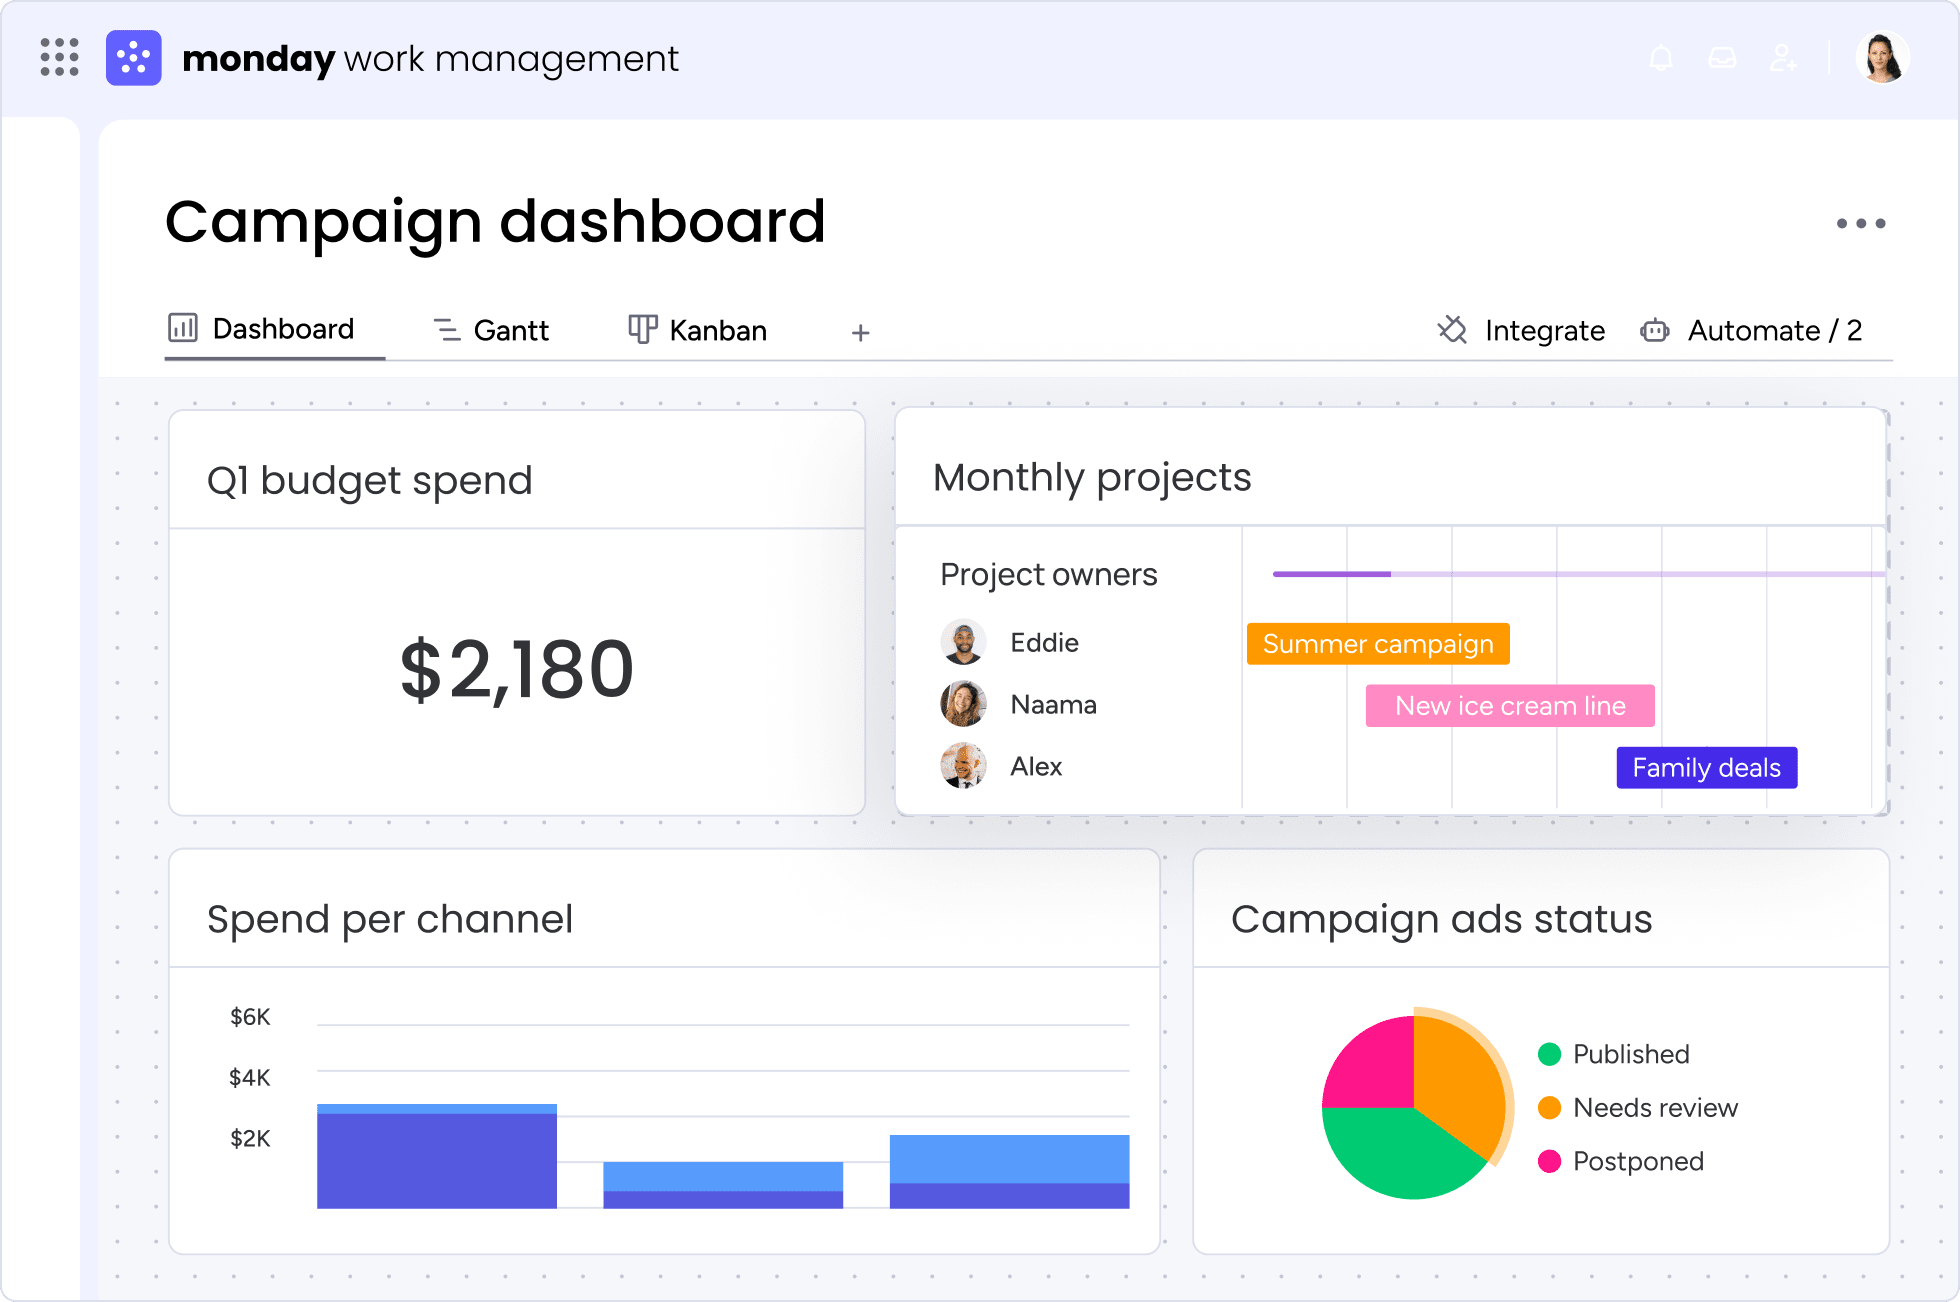 monday work management
Campaign dashboard
Dashboard
Gantt
Kanban
+
Integrate
Automate / 2
Q1 budget spend
$2,180
Monthly projects
Project owners
Eddie
Summer campaign
Naama
New ice cream line
Alex
Family deals
Spend per channel
$6K
$4K
$2K
Campaign ads status
Published
Needs review
Postponed